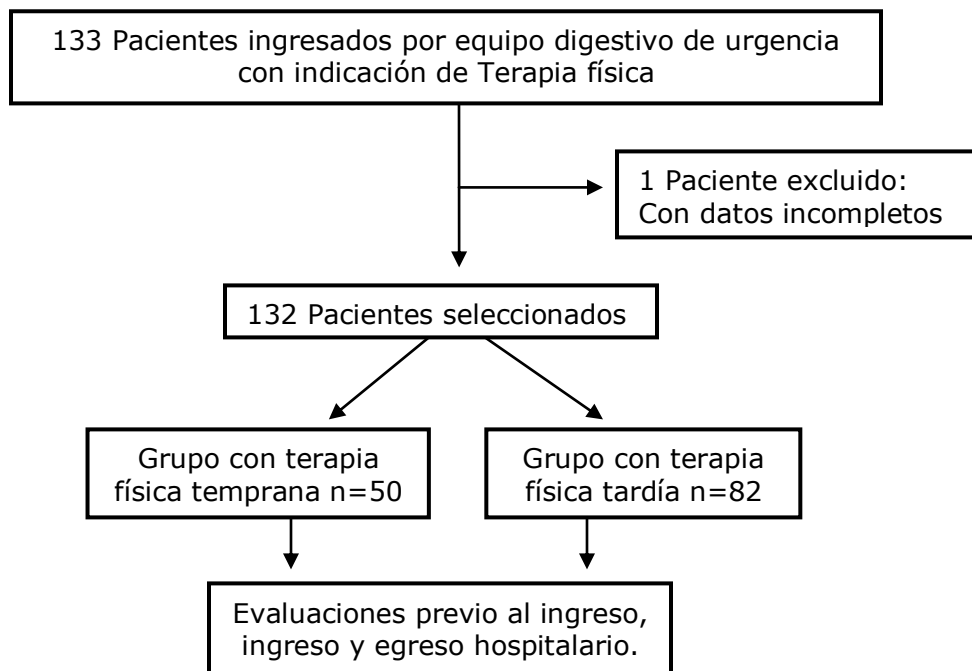 133 Pacientes ingresados por equipo digestivo de urgencia
con indicación de Terapia física
1 Paciente excluido:
Con datos incompletos
132 Pacientes seleccionados
Grupo con terapia
física temprana n=50
Grupo con terapia
física tardía n=82
Evaluaciones previo al ingreso,
ingreso y egreso hospitalario.